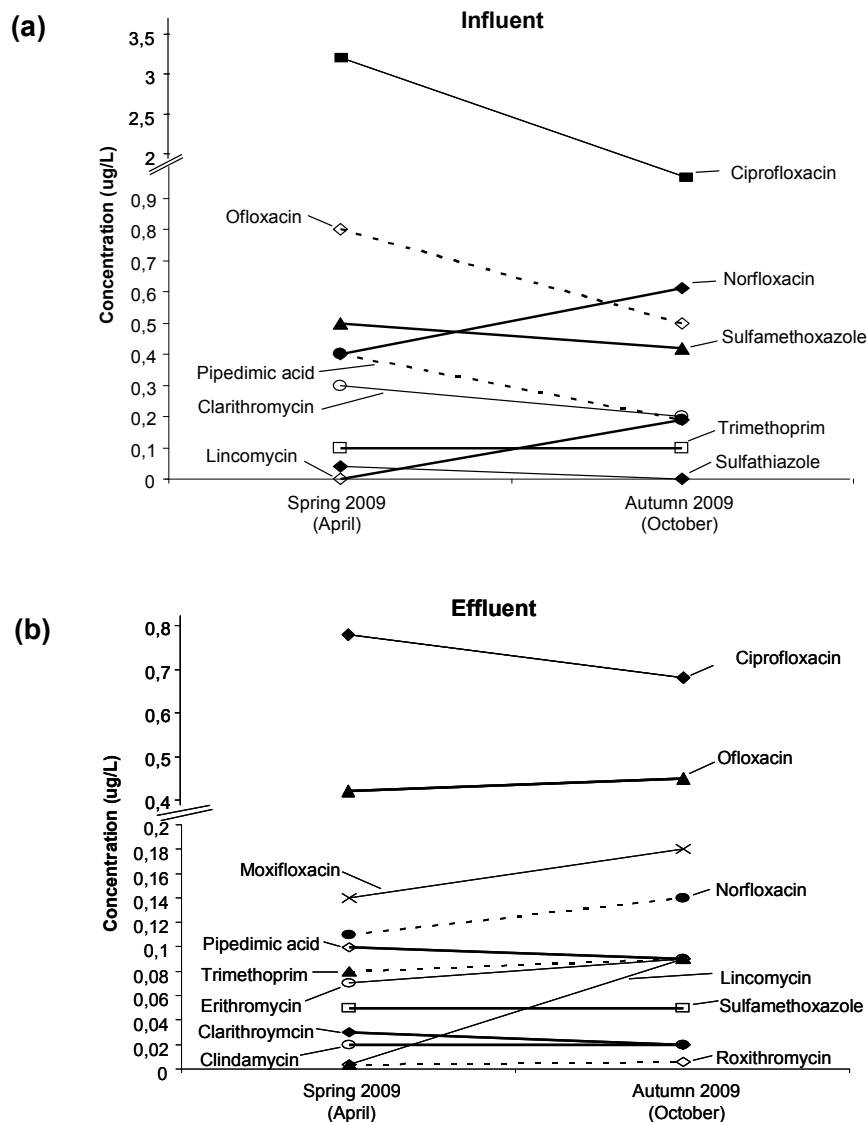 (a)
Influent
Concentration (ug/L)
3,5
3
2,5
2
0,9
0,8
0,7
0,6
0,5
0,4
0,3
0,2
0,1
0
Ofloxacin
Pipedimic acid
Clarithromycin
Lincomycin
Ciprofloxacin
Norfloxacin
Sulfamethoxazole
Trimethoprim
Sulfathiazole
Spring 2009
(April)
Autumn 2009
(October)
(b)
Effluent
Concentration (ug/L)
0,8
0,7
0,6
0,5
0,4
0,2
0,18
0,16
0,14
0,12
0,1
0,08
0,06
0,04
0,02
0
Moxifloxacin
Pipedimic acid
Trimethoprim
Erithromycin
Clarithroymcin
Clindamycin
Ciprofloxacin
Ofloxacin
Norfloxacin
Lincomycin
Sulfamethoxazole
Roxithromycin
Spring 2009
(April)
Autumn 2009
(October)